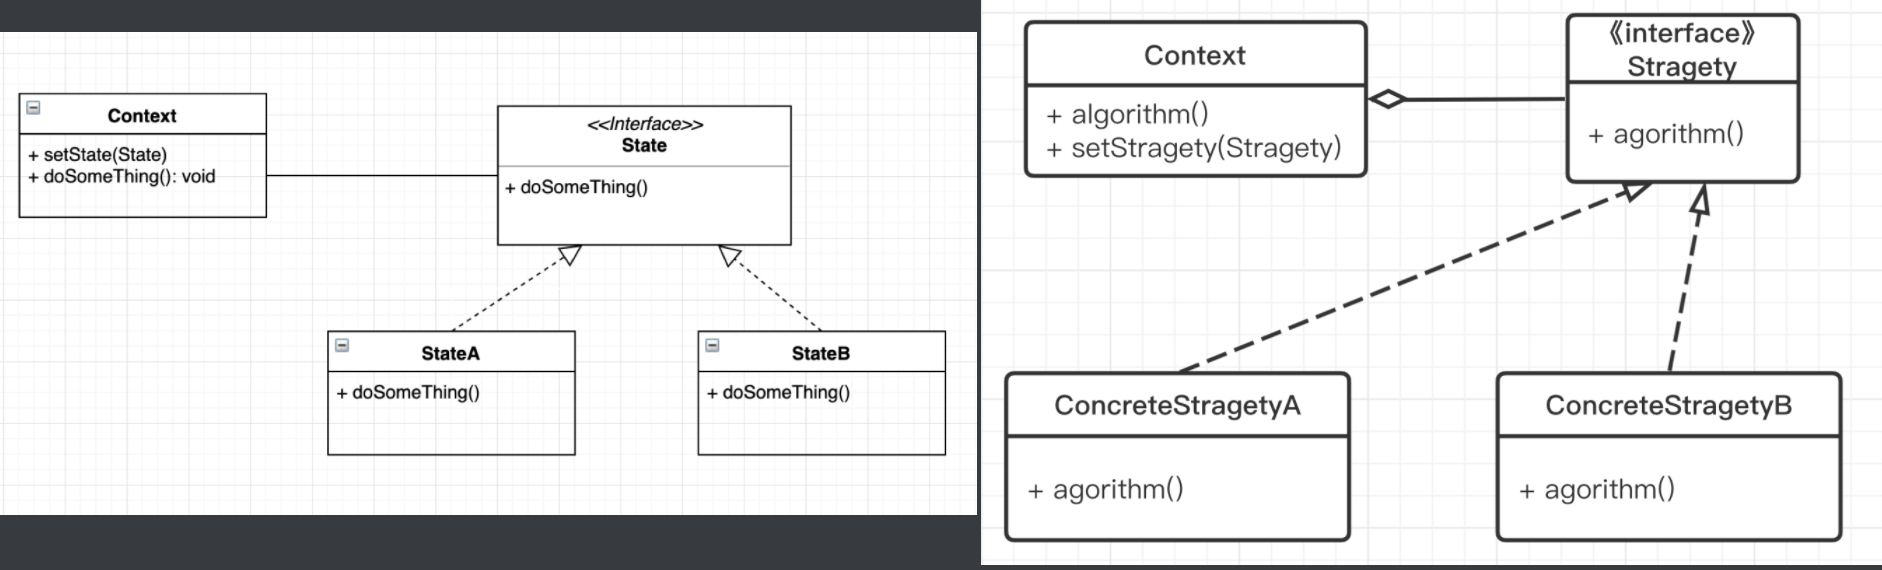 Context
+ setState(State)
+ doSomeThing(): void
<<Interface>>
State
+ doSomeThing()
StateA
+ doSomeThing()
StateB
+ doSomeThing()
Context
+ algorithm()
+ setStragety(Stragety)
《interface》
Stragety
+ agorithm()
ConcreteStragetyA
+ agorithm()
ConcreteStragetyB
+ agorithm()